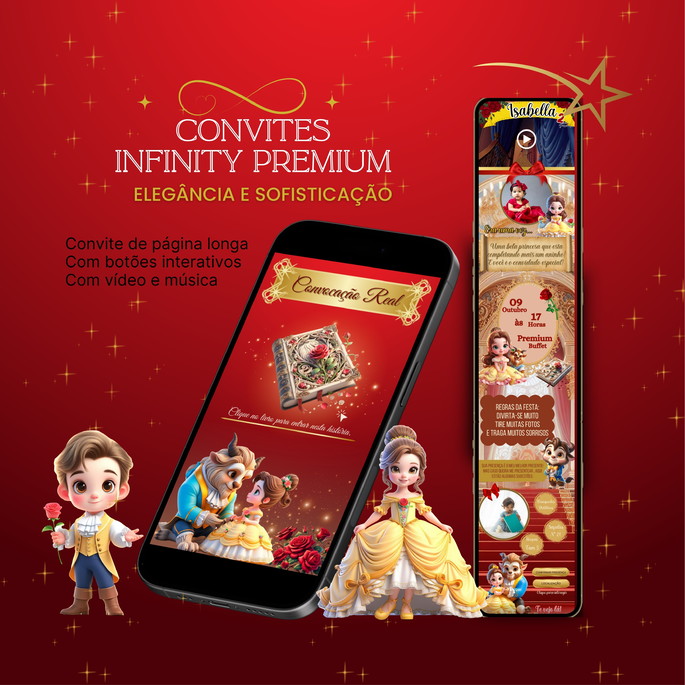 CONVITES
INFINITY PREMIUM
ELEGÂNCIA E SOFISTICAÇÃO
Convite de página longa
Com botões interativos
Com vídeo e música
Convocação Real
Clique no livro para entrar nesta história.
Isabella
Era uma vez...
Uma bela princesa que está
completando mais um aninho
E você é o convidado especial!
09
Outubro
às
17
Horas
Premium
Buffet
REGRAS DA FESTA:
DIVIRTA-SE MUITO
TIRE MUITAS FOTOS
E TRAGA MUITOS SORRISOS
Te vejo lá!